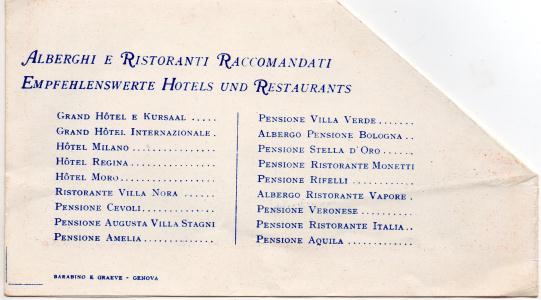 Alberghi e Ristoranti Raccomandati
Empfehlenswerte Hotels und Restaurants
Grand Hôtel e Kursaal .....
Grand Hôtel Internazionale .
Hôtel Milano ..............
Hôtel Regina ..............
Hôtel Moro ................
Ristorante Villa Nora ......
Pensione Cevoli ............
Pensione Augusta Villa Stagni
Pensione Amelia ............
Pensione Villa Verde .......
Albergo Pensione Bologna ..
Pensione Stella d'Oro ......
Pensione Ristorante Monetti
Pensione Rifelli ...........
Albergo Ristorante Vapore .
Pensione Veronese .........
Pensione Ristorante Italia ..
Pensione Aquila ...........
Barabino e Graeve - Genova